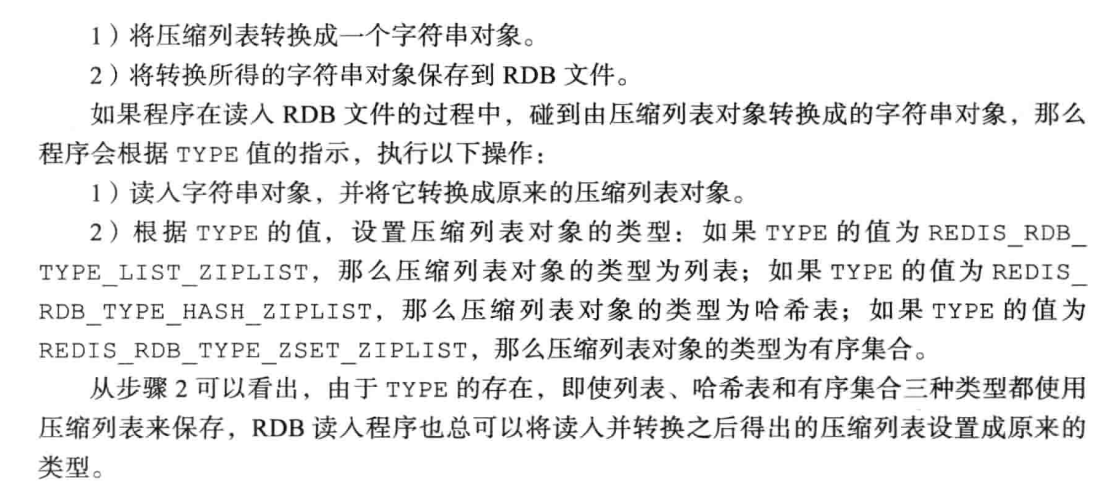 1）将压缩列表转换成一个字符串对象。
2）将转换所得的字符串对象保存到 RDB 文件。
如果程序在读入 RDB 文件的过程中，碰到由压缩列表对象转换成的字符串对象，那么
程序会根据 TYPE 值的指示，执行以下操作：
1）读入字符串对象，并将它转换成原来的压缩列表对象。
2）根据 TYPE 的值，设置压缩列表对象的类型：如果 TYPE 的值为 REDIS_RDB_
TYPE_LIST_ZIPLIST，那么压缩列表对象的类型为列表；如果 TYPE 的值为 REDIS_
RDB_TYPE_HASH_ZIPLIST，那么压缩列表对象的类型为哈希表；如果 TYPE 的值为
REDIS_RDB_TYPE_ZSET_ZIPLIST，那么压缩列表对象的类型为有序集合。
从步骤 2 可以看出，由于 TYPE 的存在，即使列表、哈希表和有序集合三种类型都使用
压缩列表来保存，RDB 读入程序也总可以将读入并转换之后得出的压缩列表设置成原来的
类型。